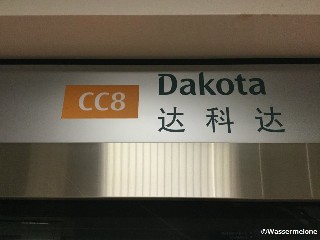 CC8
Dakota
达科达
©Wassermelone